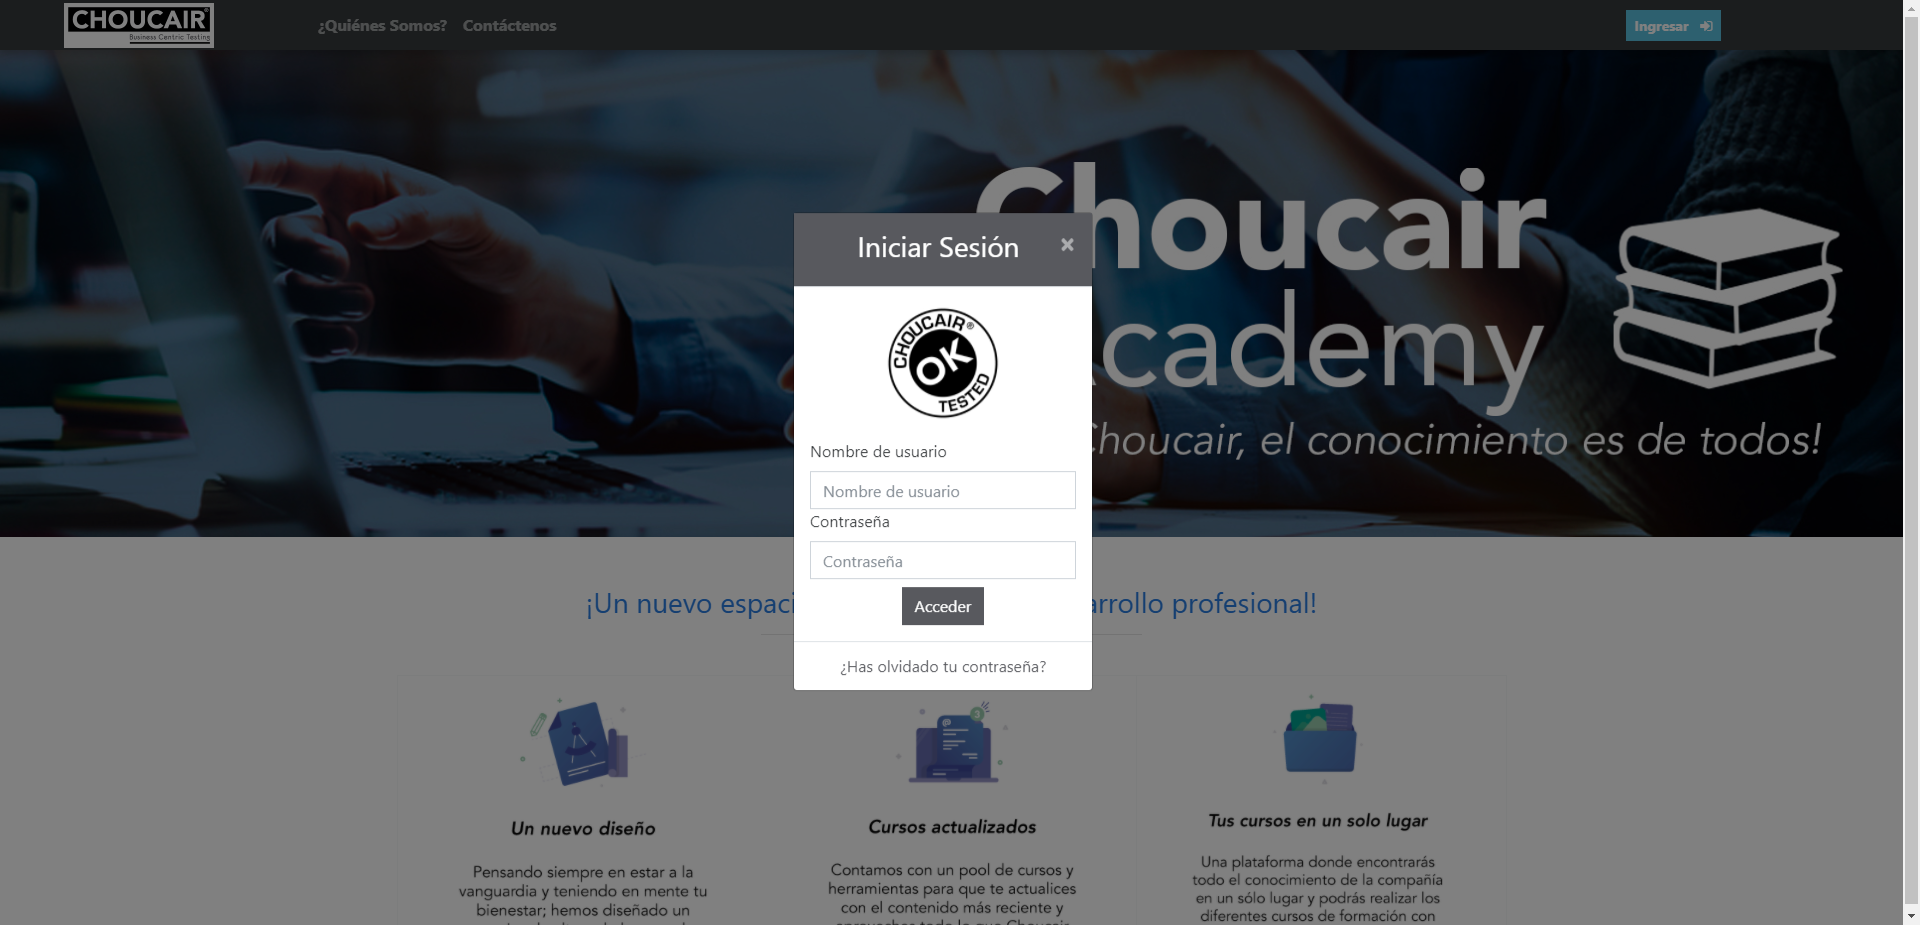 CHOUCAIR®
Business Centric Testing
¿Quiénes Somos?
Contáctenos
Ingresar
Choucair
cademy
Choucair, el conocimiento es de todos!
Iniciar Sesión
×
CHOUCAIR®
OK
TESTED
Nombre de usuario
Nombre de usuario
Contraseña
Contraseña
Acceder
¿Has olvidado tu contraseña?
¡Un nuevo espaci
arrollo profesional!
Un nuevo diseño
Pensando siempre en estar a la
vanguardia y teniendo en mente tu
bienestar; hemos diseñado un
Cursos actualizados
Contamos con un pool de cursos y
herramientas para que te actualices
con el contenido más reciente y
Tus cursos en un solo lugar
Una plataforma donde encontrarás
todo el conocimiento de la compañía
en un sólo lugar y podrás realizar los
diferentes cursos de formación con